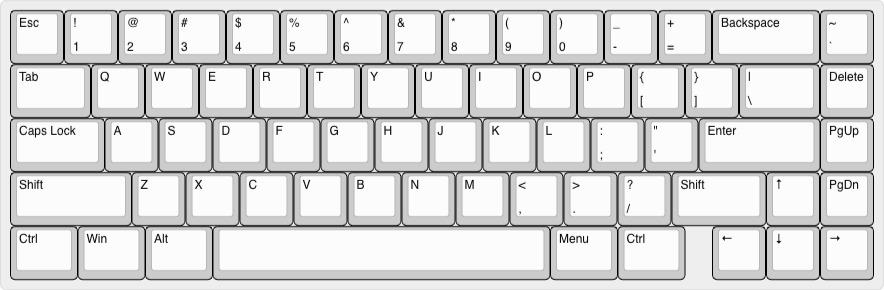 Esc ! @ # $ % ^ & * ( ) _ + Backspace ~
1 2 3 4 5 6 7 8 9 0 - = `
Tab Q W E R T Y U I O P { } | Delete
[ ] \
Caps Lock A S D F G H J K L : " Enter PgUp
; '
Shift Z X C V B N M < > ? Shift ↑ PgDn
, . /
Ctrl Win Alt Menu Ctrl ← ↓ →